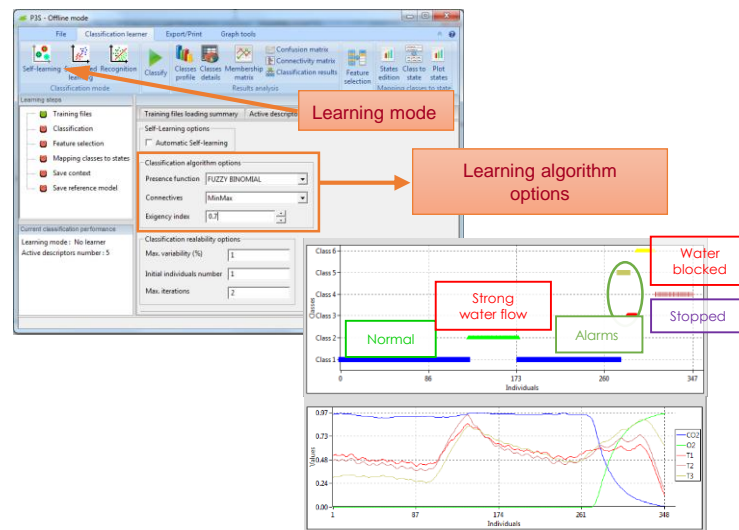 P3S - Offline mode
File Classification learner Export/Print Graph tools
Self-learning Recognition Classify Classes profile Classes details Membership matrix Confusion matrix Connectivity matrix Classification results Feature selection States edition Class to state Plot states
learning
Classification mode Results analysis Mapping classes to states
Learning steps
Training files
Classification
Feature selection
Mapping classes to states
Save context
Save reference model
Current classification performance
Learning mode : No learner
Active descriptors number : 5
Training files loading summary Active
Self-Learning options
Automatic Self-learning
Classification algorithm options
Presence function FUZZY BINOMIAL
Connectives MinMax
Exigency index 0.7
Classification realability options
Max. variability (%) 1
Initial individuals number 1
Max. iterations 2
Learning mode
Learning algorithm
options
Class 6
Class 5
Class 4
Class 3
Class 2
Class 1
Classes
0 86 173 260 347
Individuals
Normal
Strong
water flow
Alarms
Water
blocked
Stopped
0.97
0.73
0.48
0.24
0.00
Values
1 87 174 261 348
Individuals
CO2
O2
T1
T2
T3